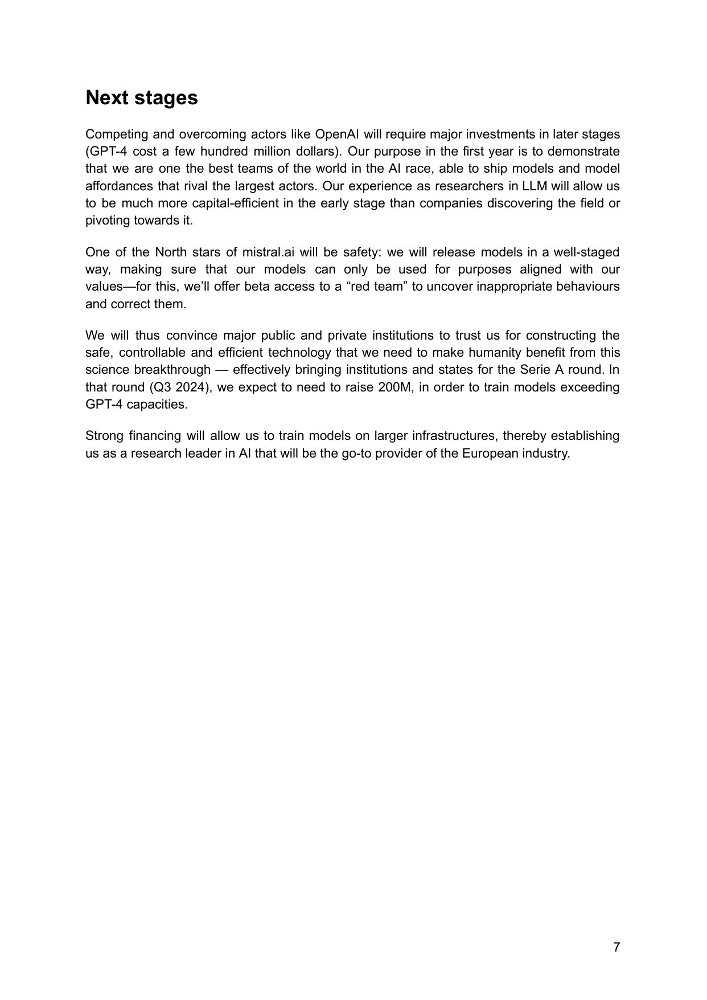 Next stages
Competing and overcoming actors like OpenAI will require major investments in later stages
(GPT-4 cost a few hundred million dollars). Our purpose in the first year is to demonstrate
that we are one the best teams of the world in the AI race, able to ship models and model
affordances that rival the largest actors. Our experience as researchers in LLM will allow us
to be much more capital-efficient in the early stage than companies discovering the field or
pivoting towards it.
One of the North stars of mistral.ai will be safety: we will release models in a well-staged
way, making sure that our models can only be used for purposes aligned with our
values—for this, we’ll offer beta access to a “red team” to uncover inappropriate behaviours
and correct them.
We will thus convince major public and private institutions to trust us for constructing the
safe, controllable and efficient technology that we need to make humanity benefit from this
science breakthrough — effectively bringing institutions and states for the Serie A round. In
that round (Q3 2024), we expect to need to raise 200M, in order to train models exceeding
GPT-4 capacities.
Strong financing will allow us to train models on larger infrastructures, thereby establishing
us as a research leader in AI that will be the go-to provider of the European industry.
7